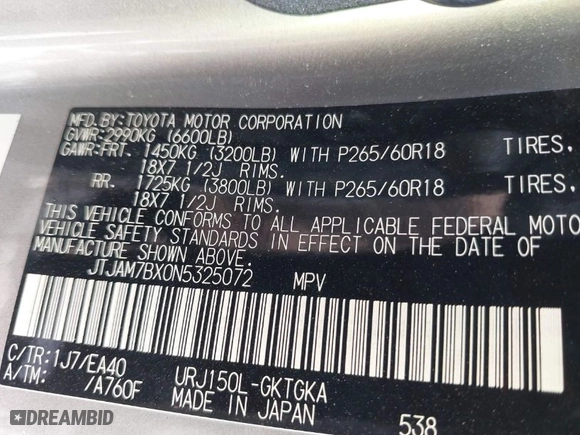 MFD.BY:TOYOTA MOTOR CORPORATION
GVWR:2990KG (6600LB)
GAWR:FRT. 1450KG (3200LB) WITH P265/60R18 TIRES,
18X7 1/2J RIMS.
RR. 1725KG (3800LB) WITH P265/60R18 TIRES,
18X7 1/2J RIMS.
THIS VEHICLE CONFORMS TO ALL APPLICABLE FEDERAL MOTO
VEHICLE SAFETY STANDARDS IN EFFECT ON THE DATE OF
MANUFACTURE SHOWN ABOVE.
JTJAM7BX0N5325072 MPV
C/TR:1J7/EA40 URJ150L-GKTGKA
A/TM: /A760F MADE IN JAPAN 538
DREAMBID